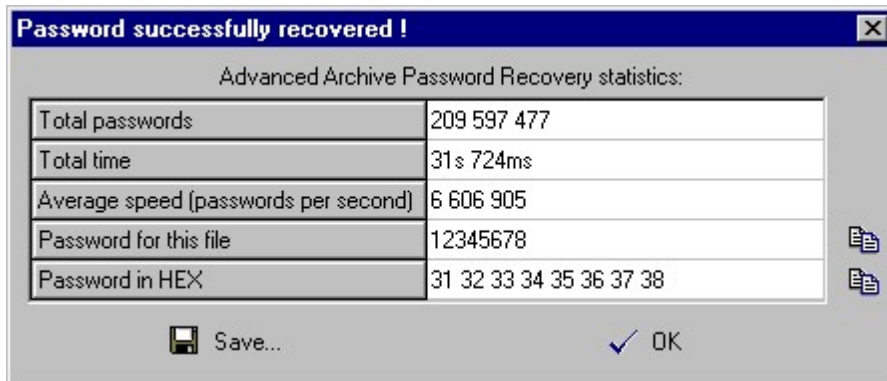 Password successfully recovered !
Advanced Archive Password Recovery statistics:
Total passwords 209 597 477
Total time 31s 724ms
Average speed (passwords per second) 6 606 905
Password for this file 12345678
Password in HEX 31 32 33 34 35 36 37 38
Save... OK